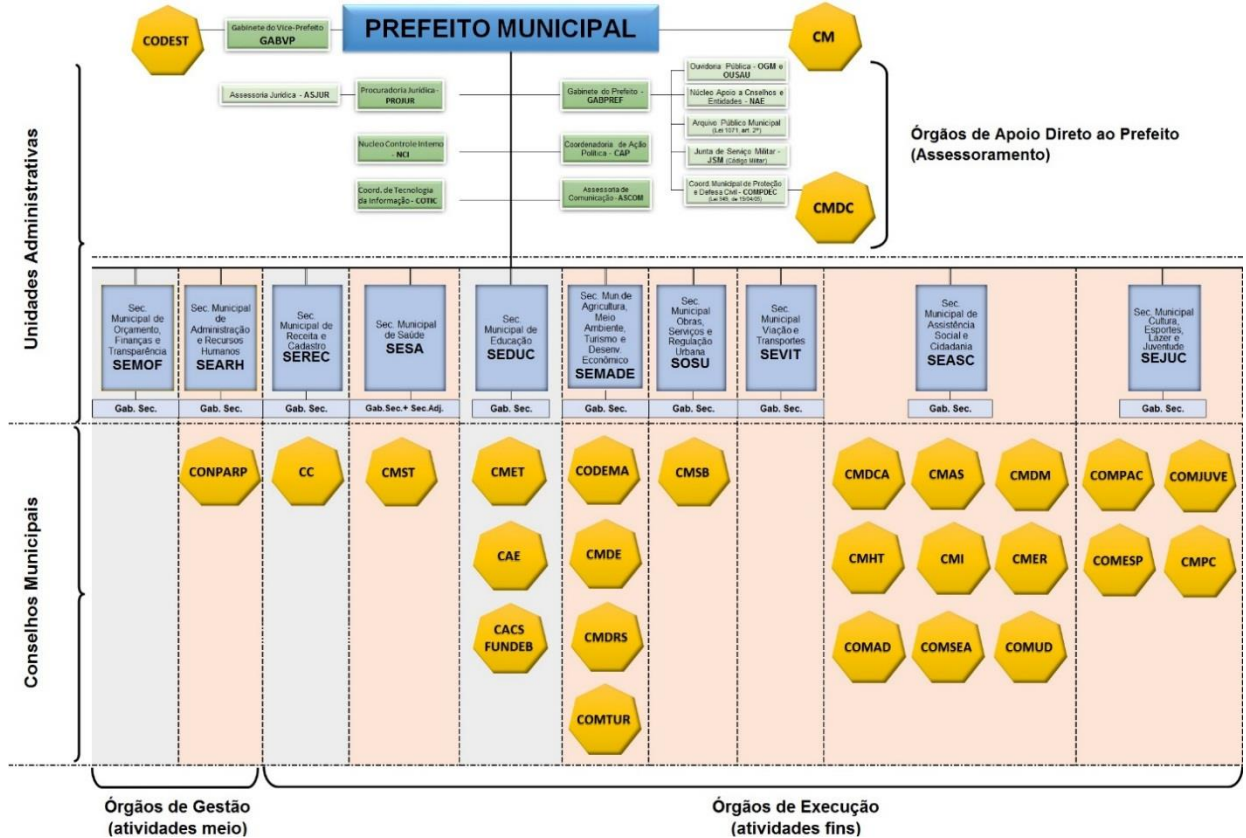 CODEST
Gabinete do Vice-Prefeito
GABVP
PREFEITO MUNICIPAL
CM
Assessoria Jurídica - ASJUR
Procuradoria Jurídica-
PROJUR
Gabinete do Prefeito -
GABPREF
Ouvidoria Pública - OGM e
OUSAU
Núcleo Apoio a Cnselhos e
Entidades - NAE
Arquivo Público Municipal
(Lei 1071, art. 2º)
Nucleo Controle Interno
- NCI
Coordenadoria de Ação
Política - CAP
Junta de Serviço Militar -
JSM (Código Militar)
Coord. de Tecnologia
da Informação - COTIC
Assessoria de
Comunicação - ASCOM
Coord. Municipal de Proteção
e Defesa Civil - COMPDEC
CMDC
Órgãos de Apoio Direto ao Prefeito
(Assessoramento)
Unidades Administrativas
Sec.
Municipal de
Orçamento,
Finanças e
Transparência
SEMOF
Gab. Sec.
Sec. Municipal
de
Administração
e Recursos
Humanos
SEARH
Gab. Sec.
Sec.
Municipal de
Receita e
Cadastro
SEREC
Gab. Sec.
Sec. Municipal
de Saúde
SESA
Gab.Sec.+ Sec.Adj.
Sec.
Municipal de
Educação
SEDUC
Gab. Sec.
Sec. Mun.de
Agricultura,
Meio
Ambiente,
Turismo e
Desenv.
Econômico
SEMADE
Gab. Sec.
Sec.
Municipal
Obras,
Serviços e
Regulação
Urbana
SOSU
Gab. Sec.
Sec.
Municipal
Viação e
Transportes
SEVIT
Gab. Sec.
Sec.
Municipal de
Assistência
Social e
Cidadania
SEASC
Gab. Sec.
Sec. Municipal
Cultura,
Esportes,
Lazer e
Juventude
SEJUC
Gab. Sec.
Conselhos Municipais
CONPARP
CC
CMST
CMET
CODEMA
CMSB
CMDCA
CMAS
CMDM
COMPAC
COMJUVE
CAE
CMDE
CMHT
CMI
CMER
COMESP
CMPC
CACS
FUNDEB
CMDRS
COMAD
COMSEA
COMUD
COMTUR
Órgãos de Gestão
(atividades meio)
Órgãos de Execução
(atividades fins)